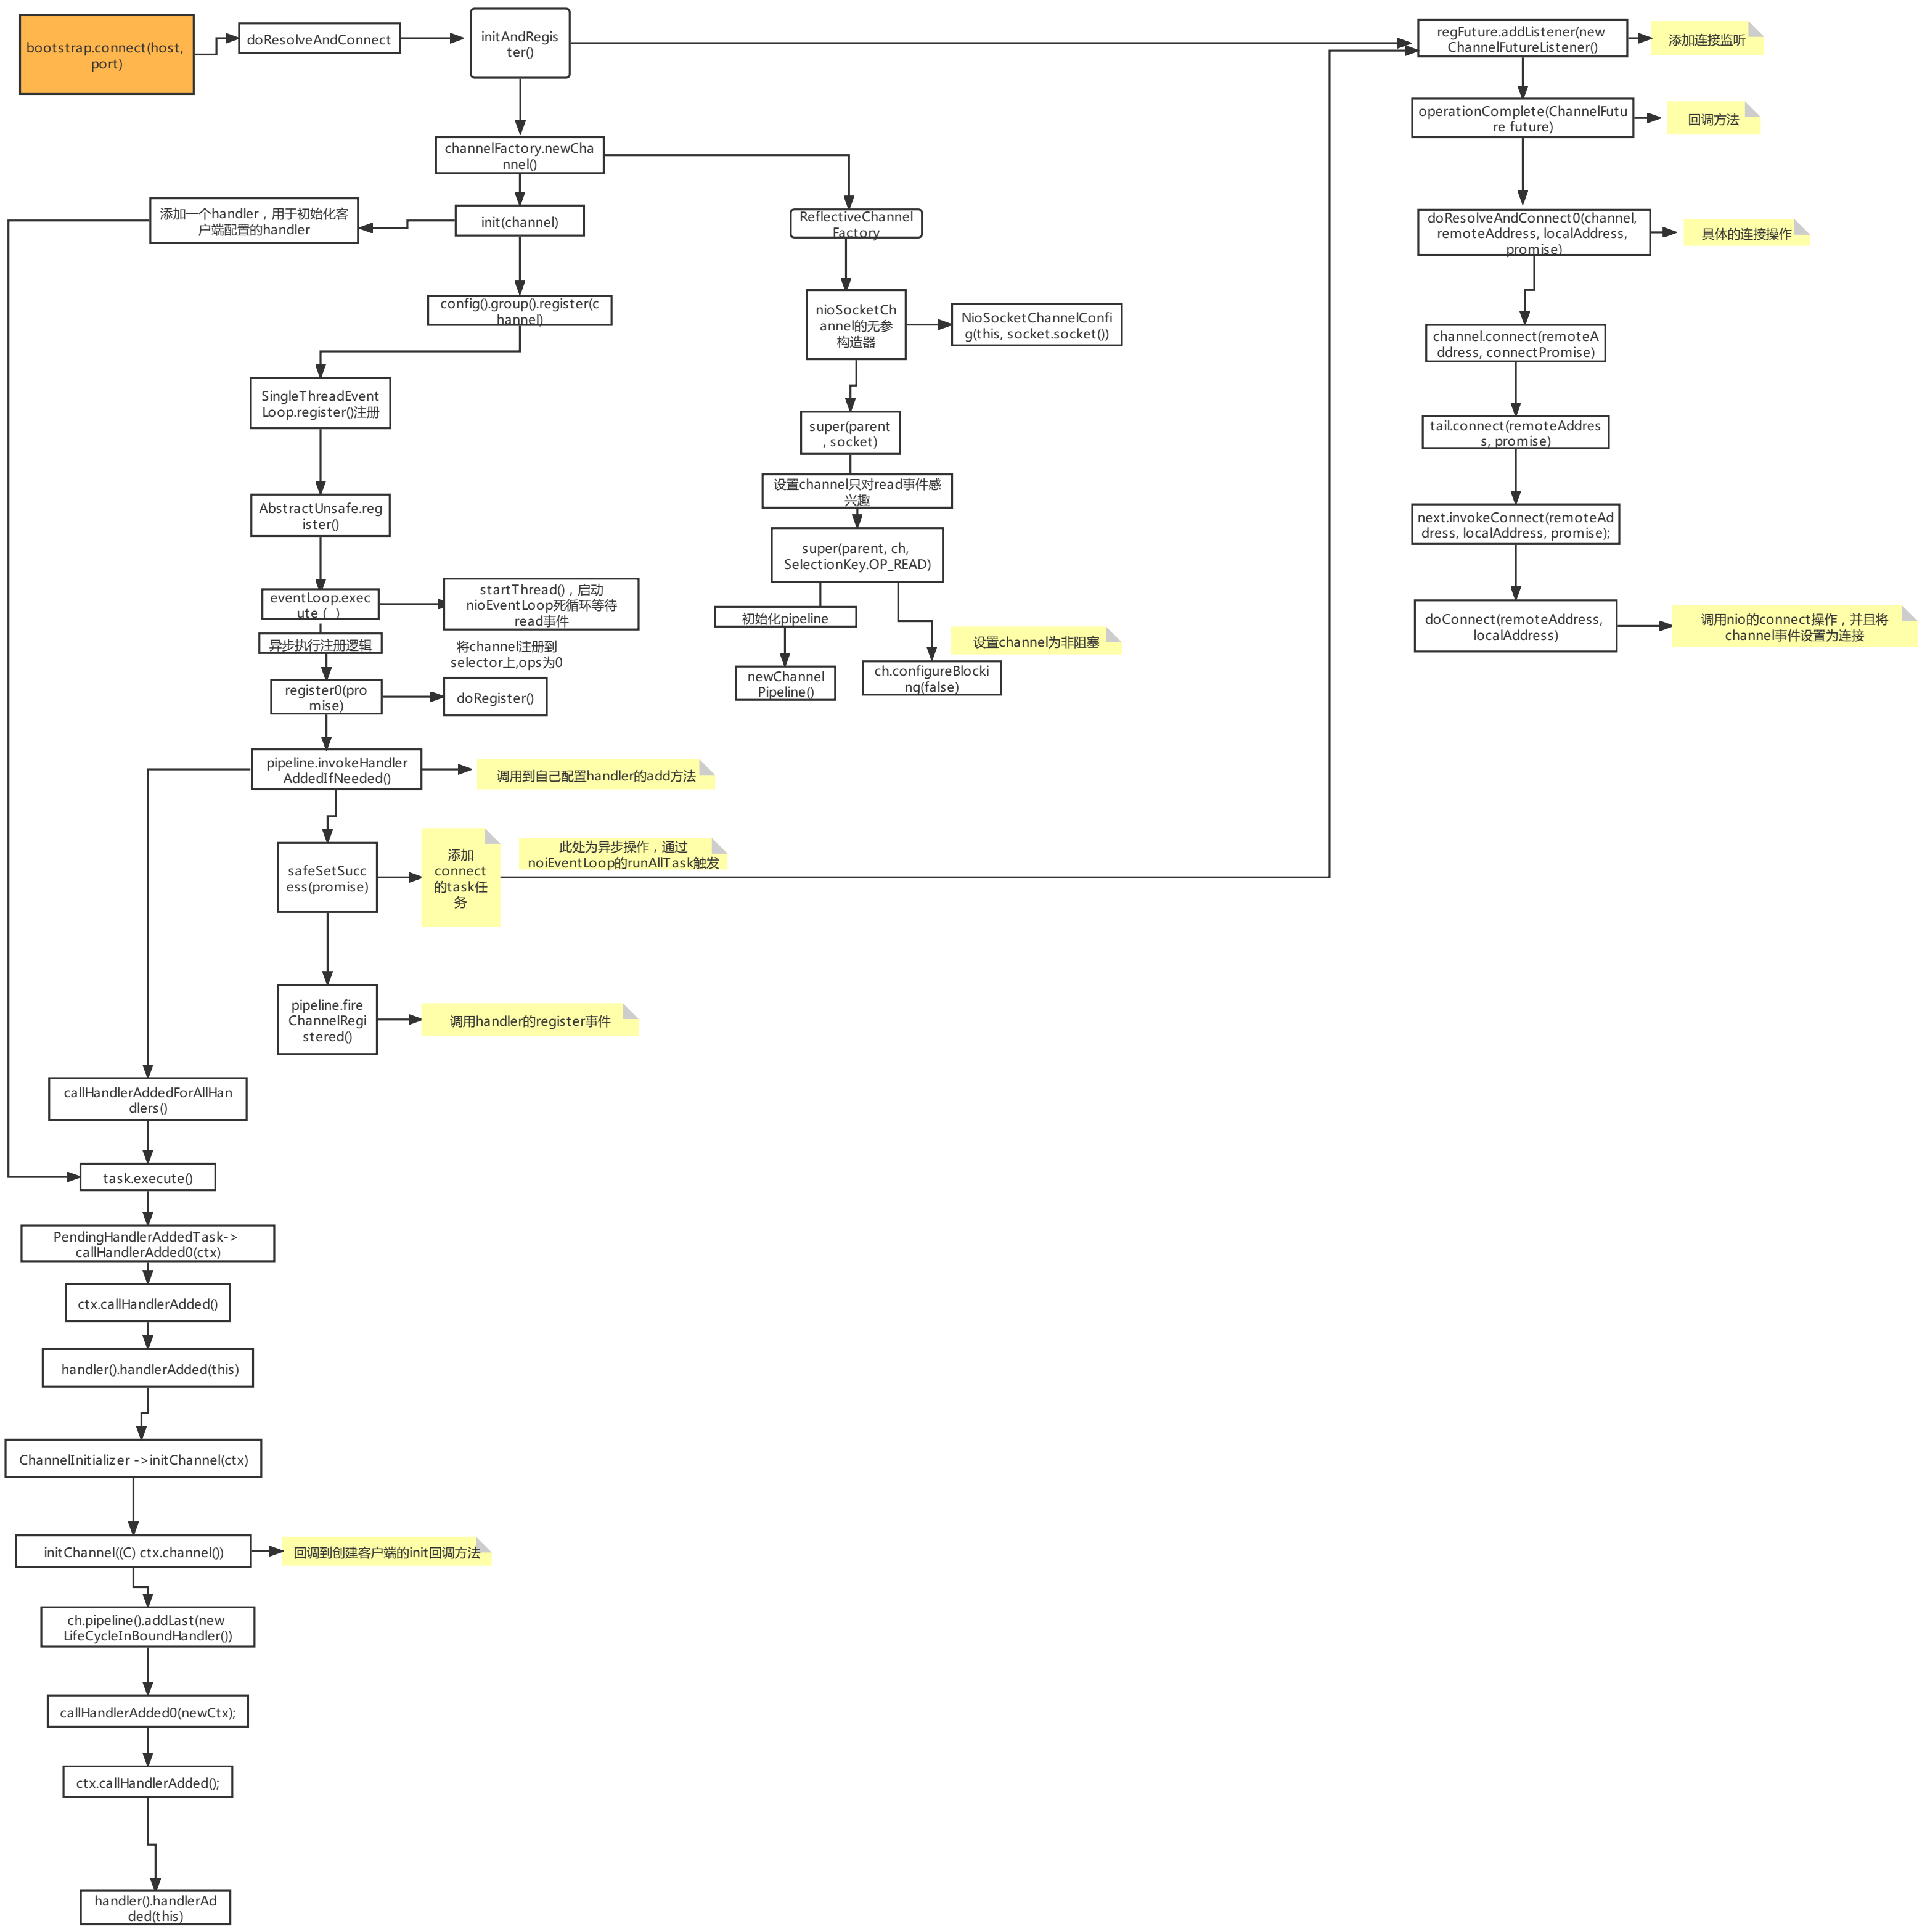 bootstrap.connect(host,
port)
doResolveAndConnect
initAndRegis
ter()
regFuture.addListener(new
ChannelFutureListener()
添加连接监听
operationComplete(ChannelFutu
re future)
回调方法
channelFactory.newCha
nnel()
添加一个handler，用于初始化客
户端配置的handler
init(channel)
ReflectiveChannel
Factory
doResolveAndConnect0(channel,
remoteAddress, localAddress,
promise)
具体的连接操作
config().group().register(c
hannel)
nioSocketCh
annel的无参
构造器
NioSocketChannelConfi
g(this, socket.socket())
channel.connect(remoteA
ddress, connectPromise)
SingleThreadEvent
Loop.register()注册
super(parent
, socket)
tail.connect(remoteAddres
s, promise)
设置channel只对read事件感
兴趣
AbstractUnsafe.reg
ister()
super(parent, ch,
SelectionKey.OP_READ)
next.invokeConnect(remoteAd
dress, localAddress, promise);
eventLoop.exec
ute（）
startThread()，启动
nioEventLoop死循环等待
read事件
初始化pipeline
doConnect(remoteAddress,
localAddress)
调用nio的connect操作，并且将
channel事件设置为连接
异步执行注册逻辑
将channel注册到
selector上,ops为0
设置channel为非阻塞
register0(pro
mise)
doRegister()
newChannel
Pipeline()
ch.configureBlocki
ng(false)
pipeline.invokeHandler
AddedIfNeeded()
调用到自己配置handler的add方法
safeSetSucc
ess(promise)
添加
connect
的task任
务
此处为异步操作，通过
noiEventLoop的runAllTask触发
pipeline.fire
ChannelRegi
stered()
调用handler的register事件
callHandlerAddedForAllHan
dlers()
task.execute()
PendingHandlerAddedTask->
callHandlerAdded0(ctx)
ctx.callHandlerAdded()
handler().handlerAdded(this)
ChannelInitializer ->initChannel(ctx)
initChannel((C) ctx.channel())
回调到创建客户端的init回调方法
ch.pipeline().addLast(new
LifeCycleInBoundHandler())
callHandlerAdded0(newCtx);
ctx.callHandlerAdded();
handler().handlerAd
ded(this)